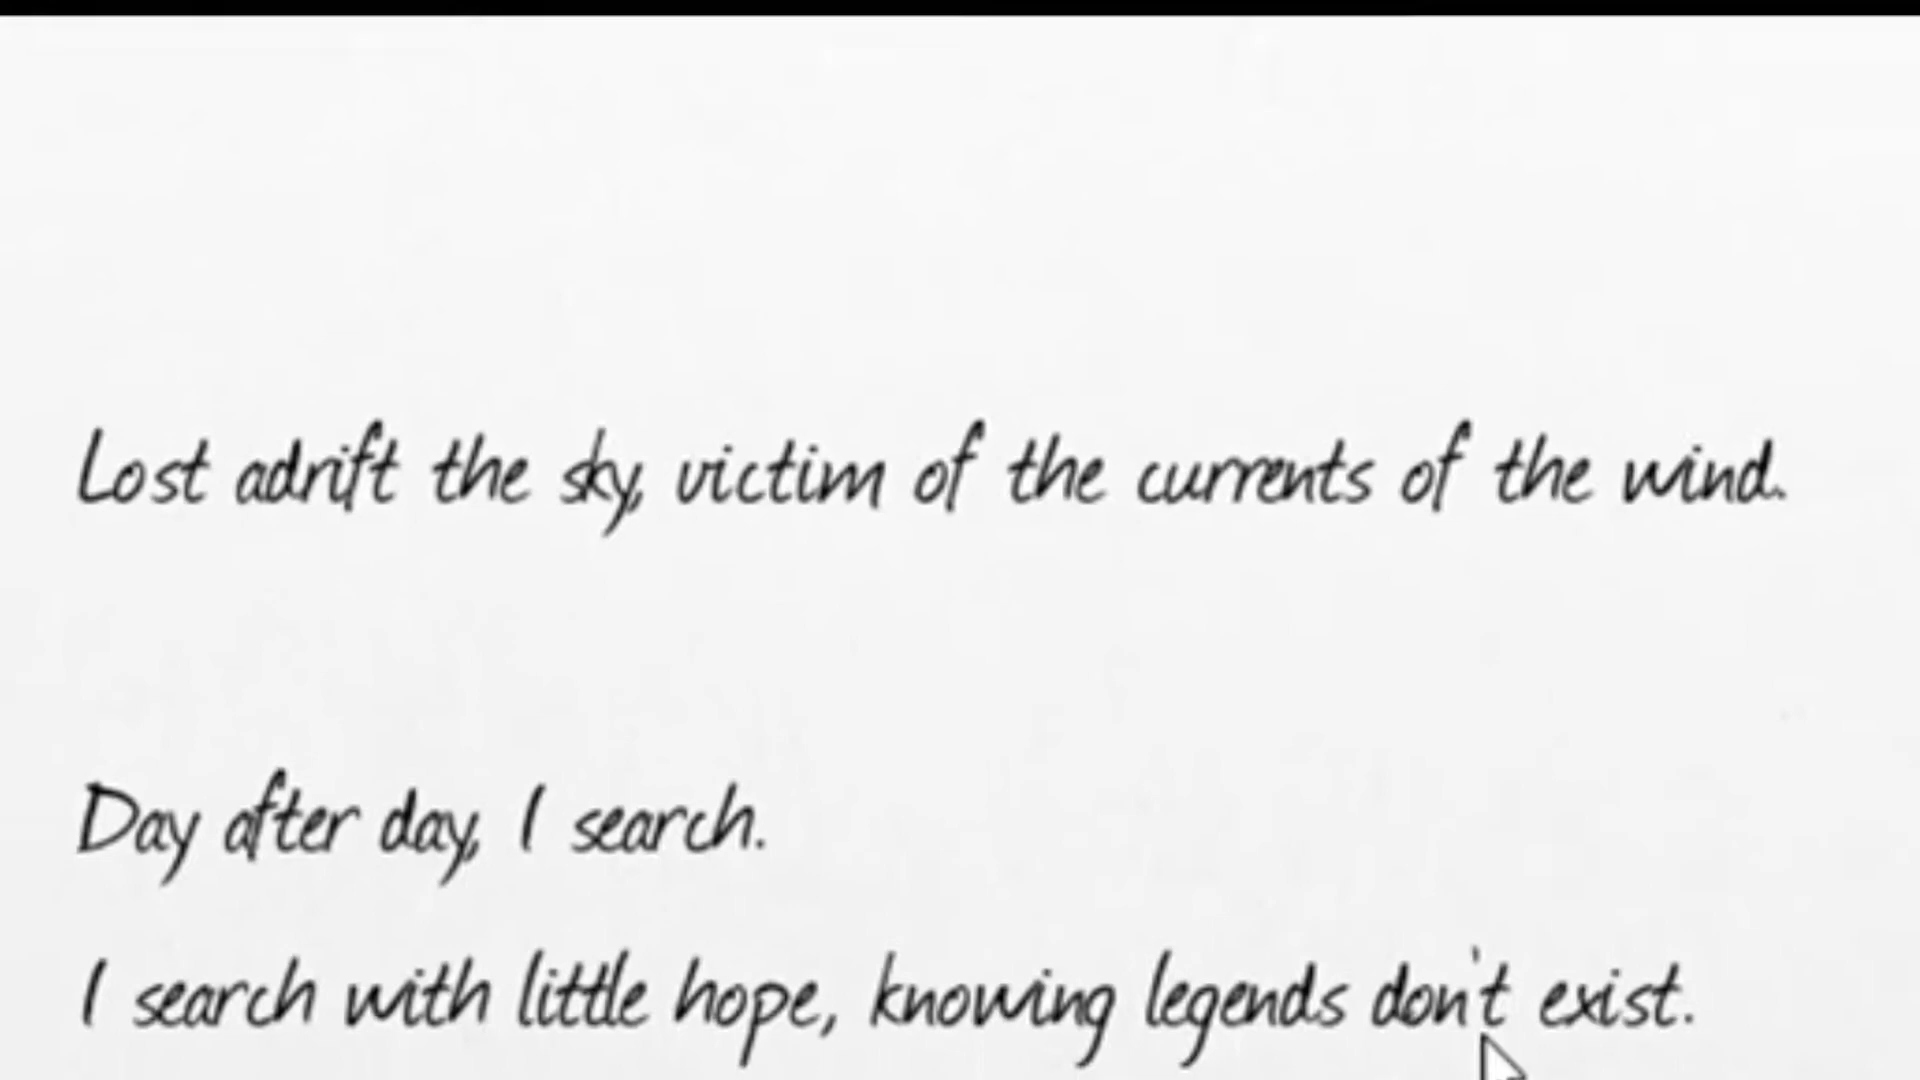 Lost adrift the sky, victim of the currents of the wind.
Day after day, I search.
I search with little hope, knowing legends don't exist.